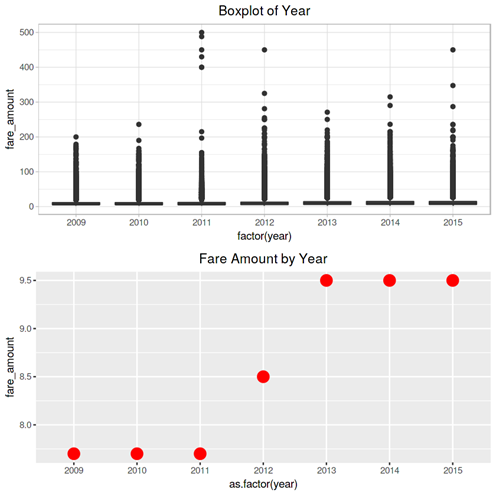 Boxplot of Year
500
400
300
200
100
0
fare_amount
2009 2010 2011 2012 2013 2014 2015
factor(year)
Fare Amount by Year
9.5
9.0
8.5
8.0
fare_amount
2009 2010 2011 2012 2013 2014 2015
as.factor(year)